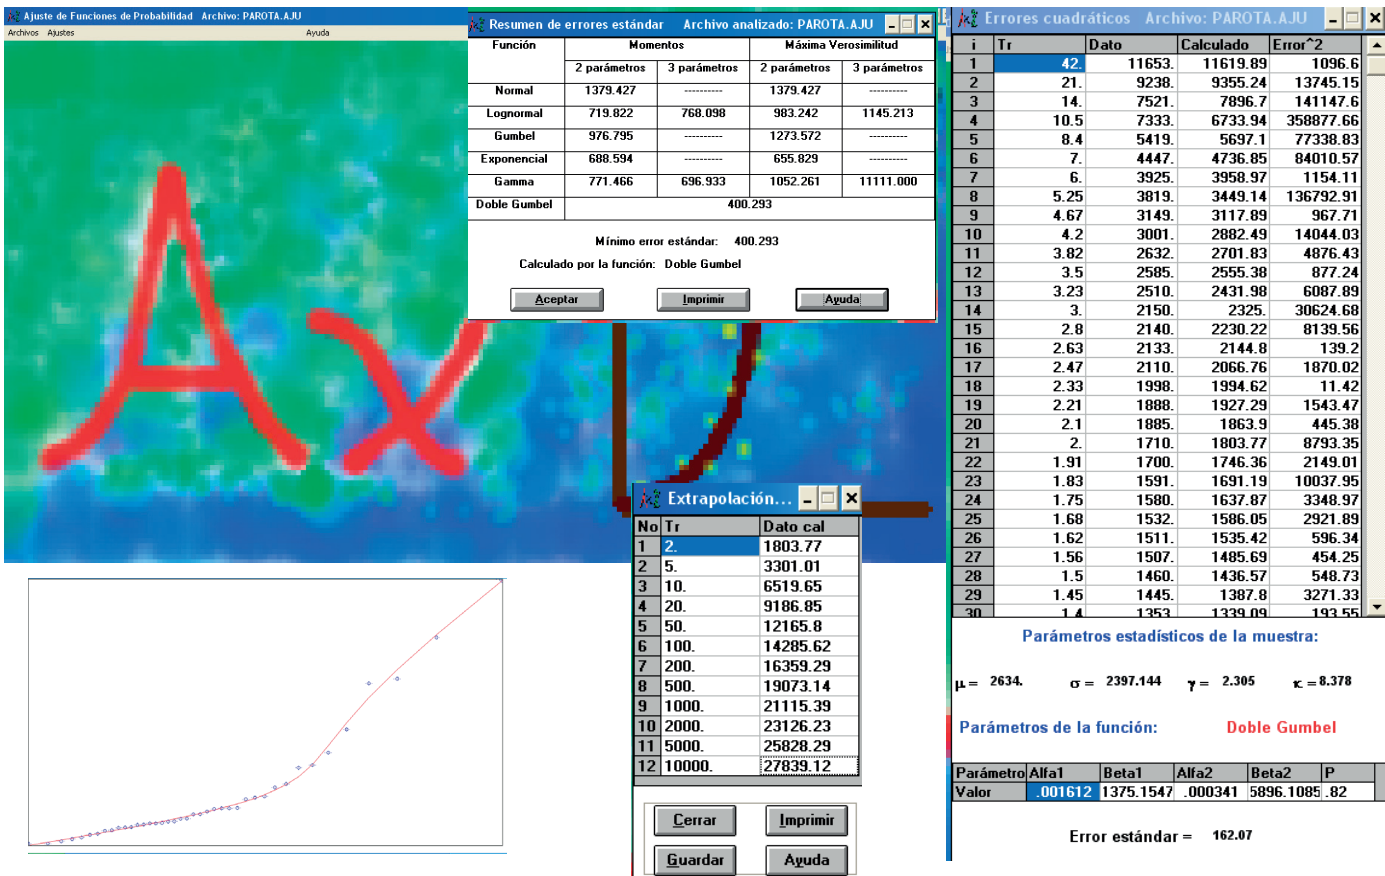 Ajuste de Funciones de Probabilidad Archivo: PAROTA.AJU
Archivos Ajustes Ayuda
Ax
Resumen de errores estándar Archivo analizado: PAROTA.AJU
Función Momentos Máxima Verosimilitud
2 parámetros 3 parámetros 2 parámetros 3 parámetros
Normal 1379.427 ---------- 1379.427 ----------
Lognormal 719.822 768.098 983.242 1145.213
Gumbel 976.795 ---------- 1273.572 ----------
Exponencial 688.594 ---------- 655.829 ----------
Gamma 771.466 696.933 1052.261 11111.000
Doble Gumbel 400.293
Mínimo error estándar: 400.293
Calculado por la función: Doble Gumbel
Aceptar Imprimir Ayuda
Extrapolación...
No Tr Dato cal
1 2. 1803.77
2 5. 3301.01
3 10. 6519.65
4 20. 9186.85
5 50. 12165.8
6 100. 14285.62
7 200. 16359.29
8 500. 19073.14
9 1000. 21115.39
10 2000. 23126.23
11 5000. 25828.29
12 10000. 27839.12
Cerrar Imprimir
Guardar Ayuda
Errores cuadráticos Archivo: PAROTA.AJU
i Tr Dato Calculado Error^2
1 42. 11653. 11619.89 1096.6
2 21. 9238. 9355.24 13745.15
3 14. 7521. 7896.7 141147.6
4 10.5 7333. 6733.94 358877.66
5 8.4 5419. 5697.1 77338.83
6 7. 4447. 4736.85 84010.57
7 6. 3925. 3958.97 1154.11
8 5.25 3819. 3449.14 136792.91
9 4.67 3149. 3117.89 967.71
10 4.2 3001. 2882.49 14044.03
11 3.82 2632. 2701.83 4876.43
12 3.5 2585. 2555.38 877.24
13 3.23 2510. 2431.98 6087.89
14 3. 2150. 2325. 30624.68
15 2.8 2140. 2230.22 8139.56
16 2.63 2133. 2144.8 139.2
17 2.47 2110. 2066.76 1870.02
18 2.33 1998. 1994.62 11.42
19 2.21 1888. 1927.29 1543.47
20 2.1 1885. 1863.9 445.38
21 2. 1710. 1803.77 8793.35
22 1.91 1700. 1746.36 2149.01
23 1.83 1591. 1691.19 10037.95
24 1.75 1580. 1637.87 3348.97
25 1.68 1532. 1586.05 2921.89
26 1.62 1511. 1535.42 596.34
27 1.56 1507. 1485.69 454.25
28 1.5 1460. 1436.57 548.73
29 1.45 1445. 1387.8 3271.33
30 1.4 1353. 1339.09 193.55
Parámetros estadísticos de la muestra:
μ = 2634. σ = 2397.144 γ = 2.305 κ = 8.378
Parámetros de la función: Doble Gumbel
Parámetro Alfa1 Beta1 Alfa2 Beta2 P
Valor .001612 1375.1547 .000341 5896.1085 .82
Error estándar = 162.07